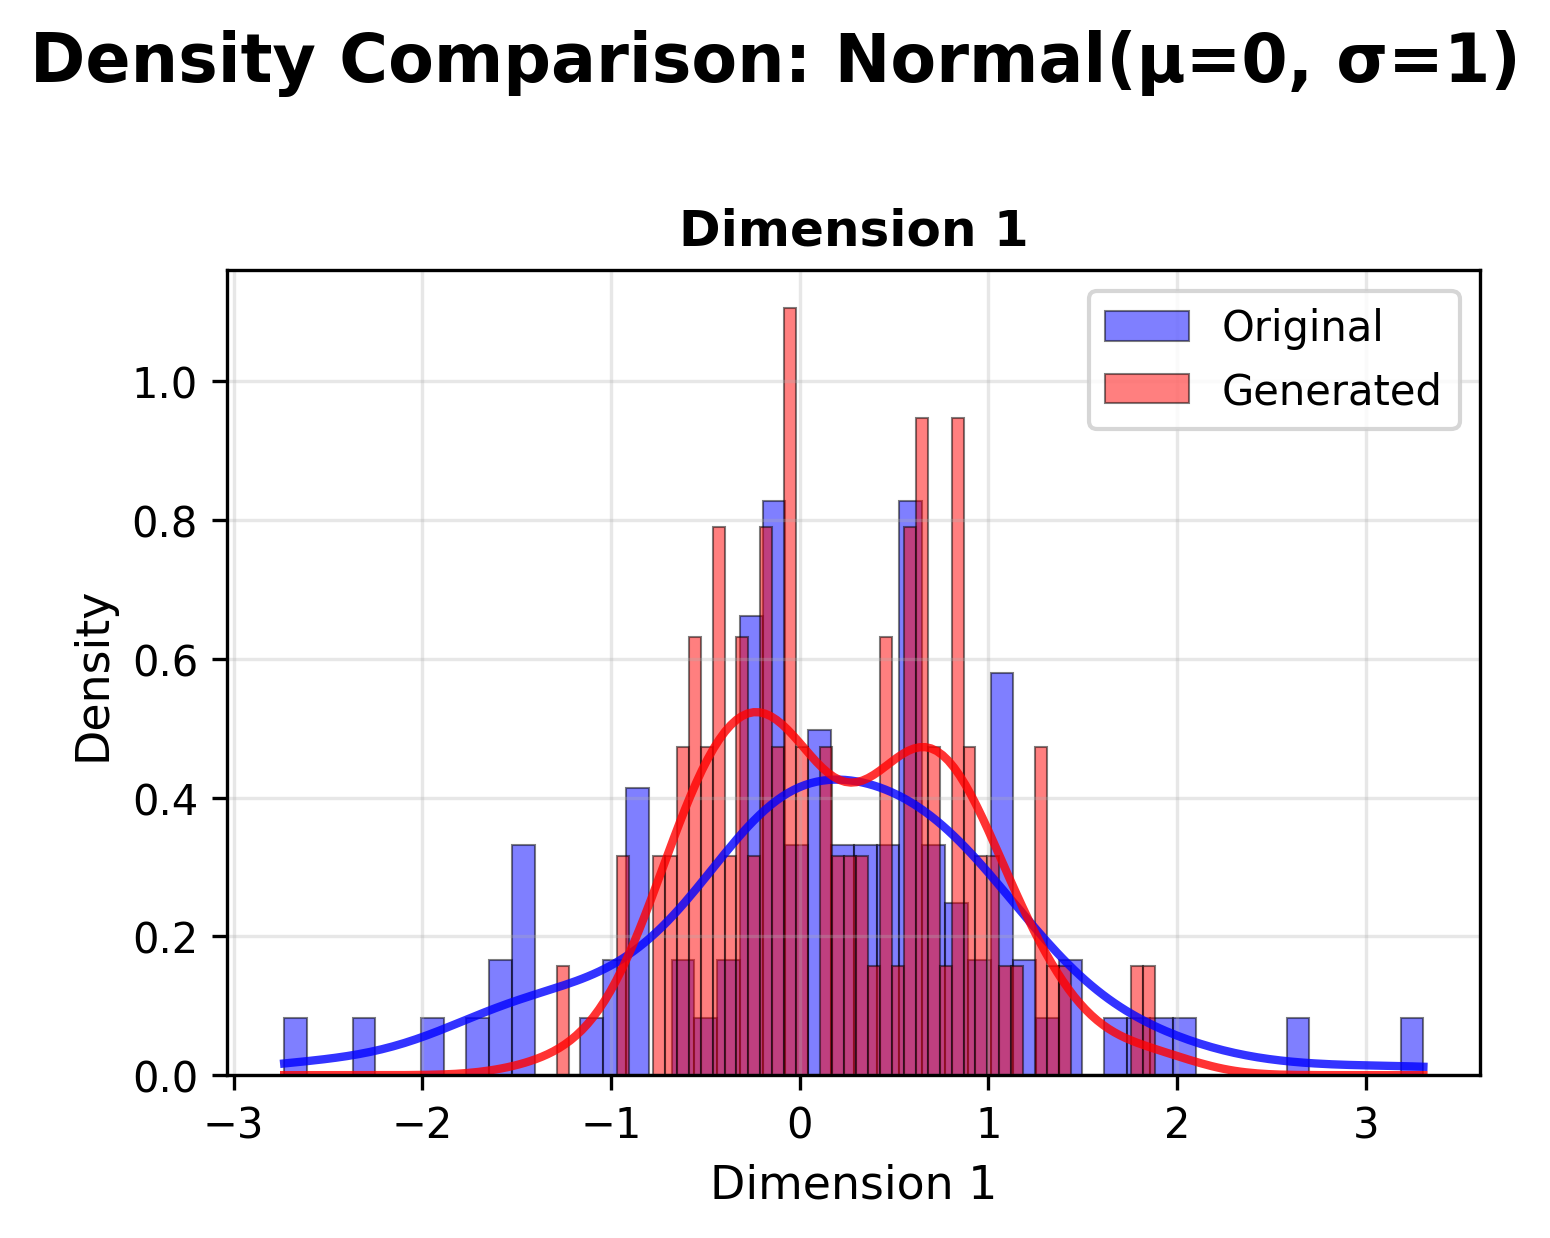 Density Comparison: Normal(μ=0, σ=1)
Dimension 1
Original
Generated
Density
1.0
0.8
0.6
0.4
0.2
0.0
−3 −2 −1 0 1 2 3
Dimension 1